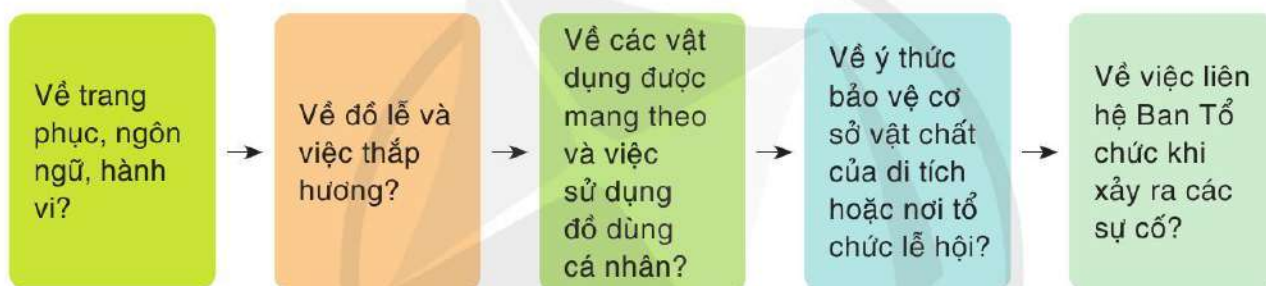 Về trang
phục, ngôn
ngữ, hành
vi?
Về đồ lễ và
việc thắp
hương?
Về các vật
dụng được
mang theo
và việc
sử dụng
đồ dùng
cá nhân?
Về ý thức
bảo vệ cơ
sở vật chất
của di tích
hoặc nơi tổ
chức lễ hội?
Về việc liên
hệ Ban Tổ
chức khi
xảy ra các
sự cố?